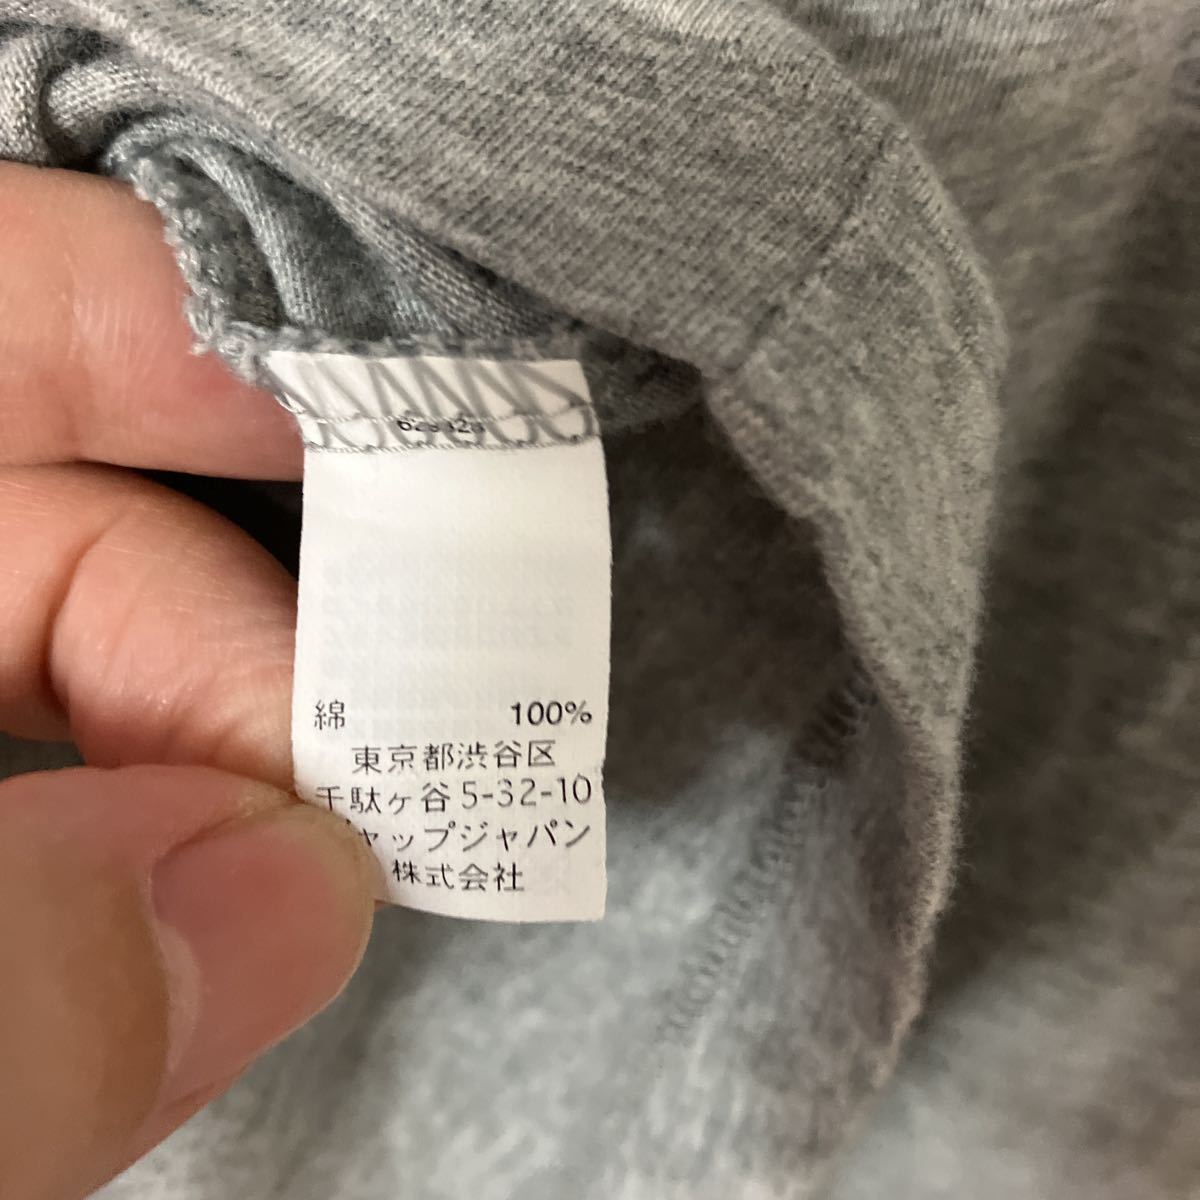 綿 100%
東京都渋谷区
千駄ヶ谷 5-32-10
ャップジャパン
株式会社